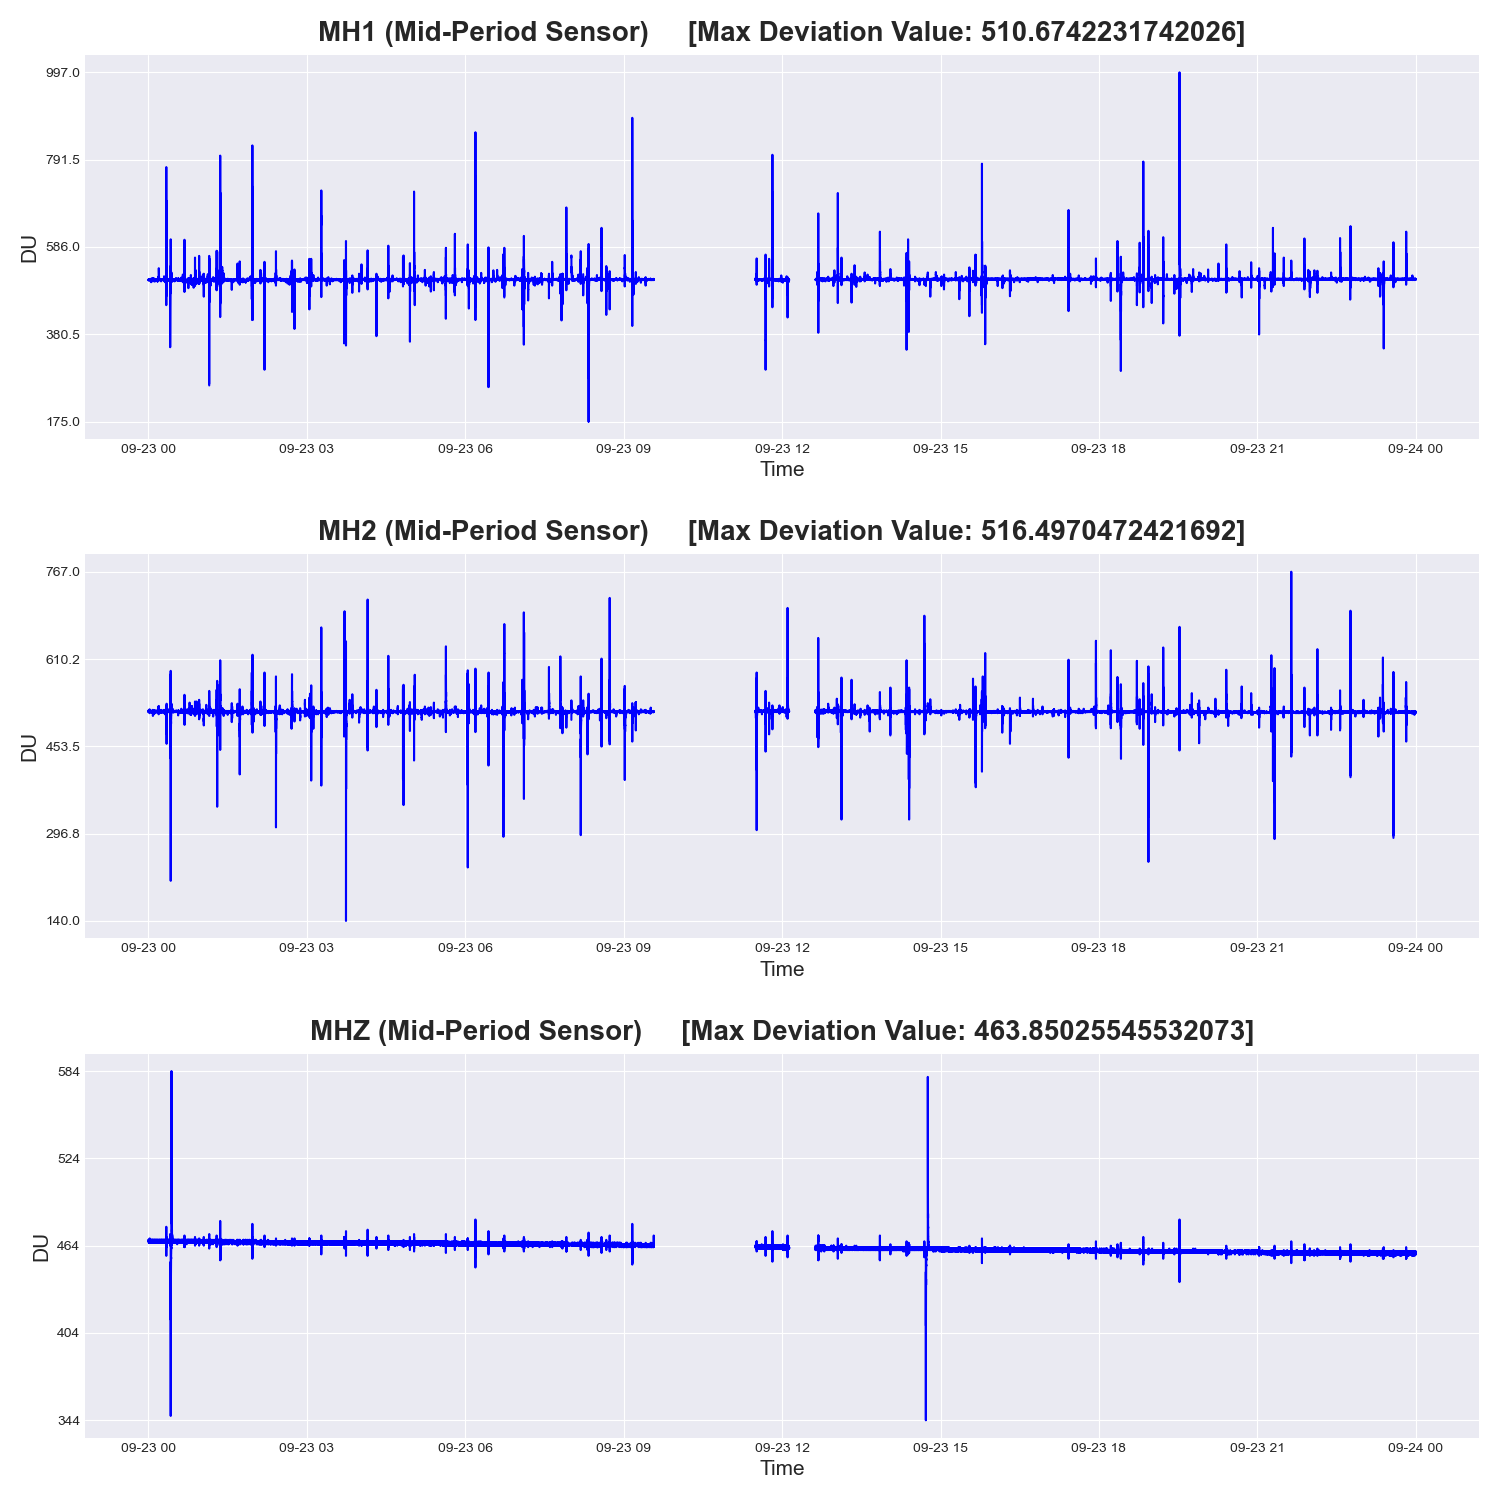 MH1 (Mid-Period Sensor) [Max Deviation Value: 510.6742231742026]
997.0
791.5
586.0
380.5
175.0
DU
09-23 00 09-23 03 09-23 06 09-23 09 09-23 12 09-23 15 09-23 18 09-23 21 09-24 00
Time
MH2 (Mid-Period Sensor) [Max Deviation Value: 516.4970472421692]
767.0
610.2
453.5
296.8
140.0
DU
09-23 00 09-23 03 09-23 06 09-23 09 09-23 12 09-23 15 09-23 18 09-23 21 09-24 00
Time
MHZ (Mid-Period Sensor) [Max Deviation Value: 463.85025545532073]
584
524
464
404
344
DU
09-23 00 09-23 03 09-23 06 09-23 09 09-23 12 09-23 15 09-23 18 09-23 21 09-24 00
Time